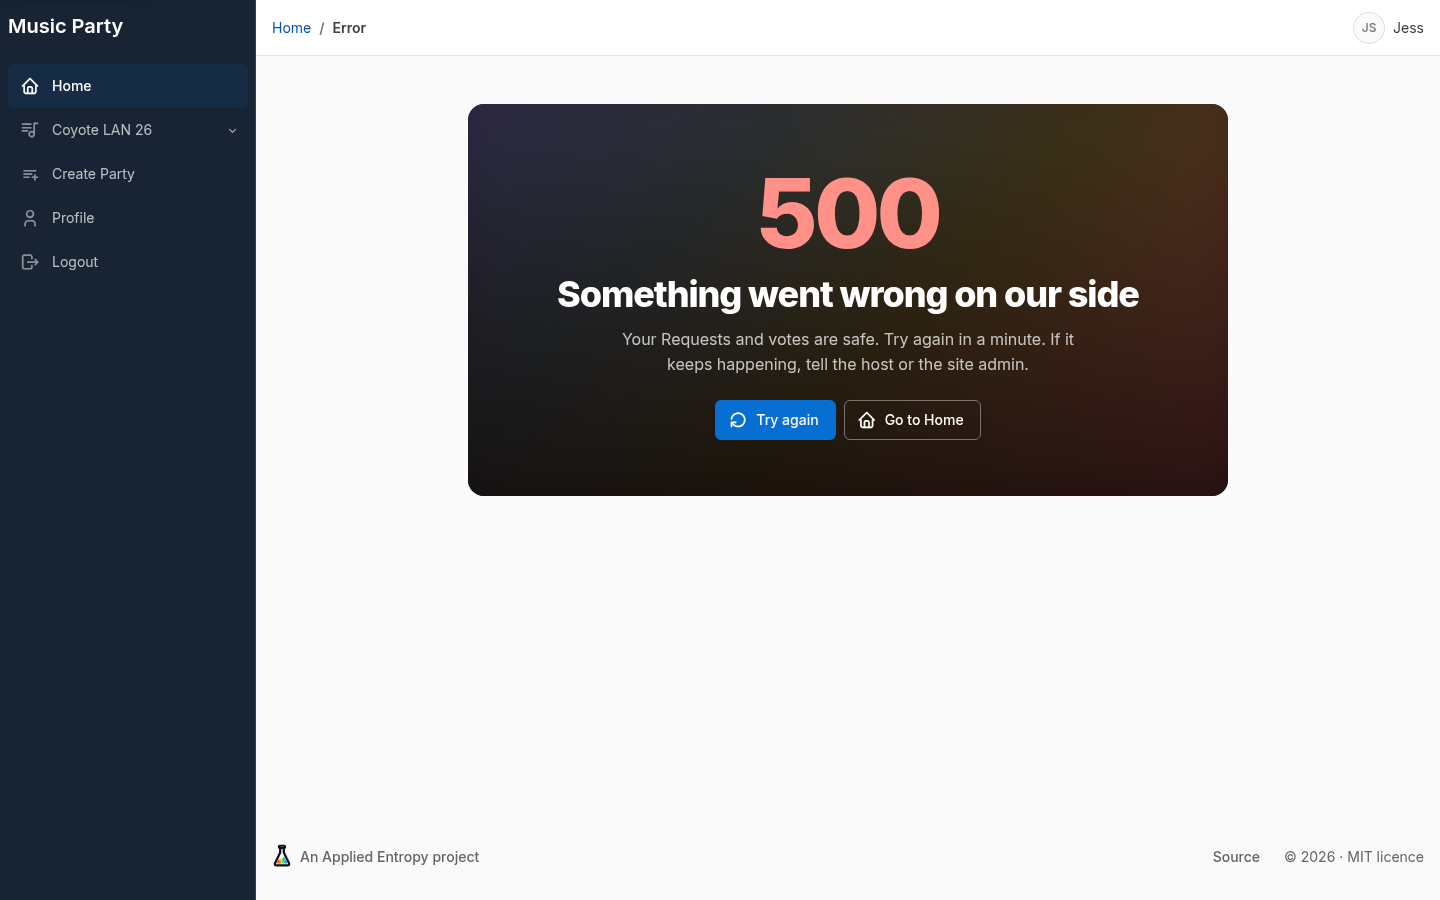 Music Party
Home / Error
JS Jess
Home
Coyote LAN 26
Create Party
Profile
Logout
500
Something went wrong on our side
Your Requests and votes are safe. Try again in a minute. If it
keeps happening, tell the host or the site admin.
Try again
Go to Home
An Applied Entropy project
Source
© 2026 · MIT licence